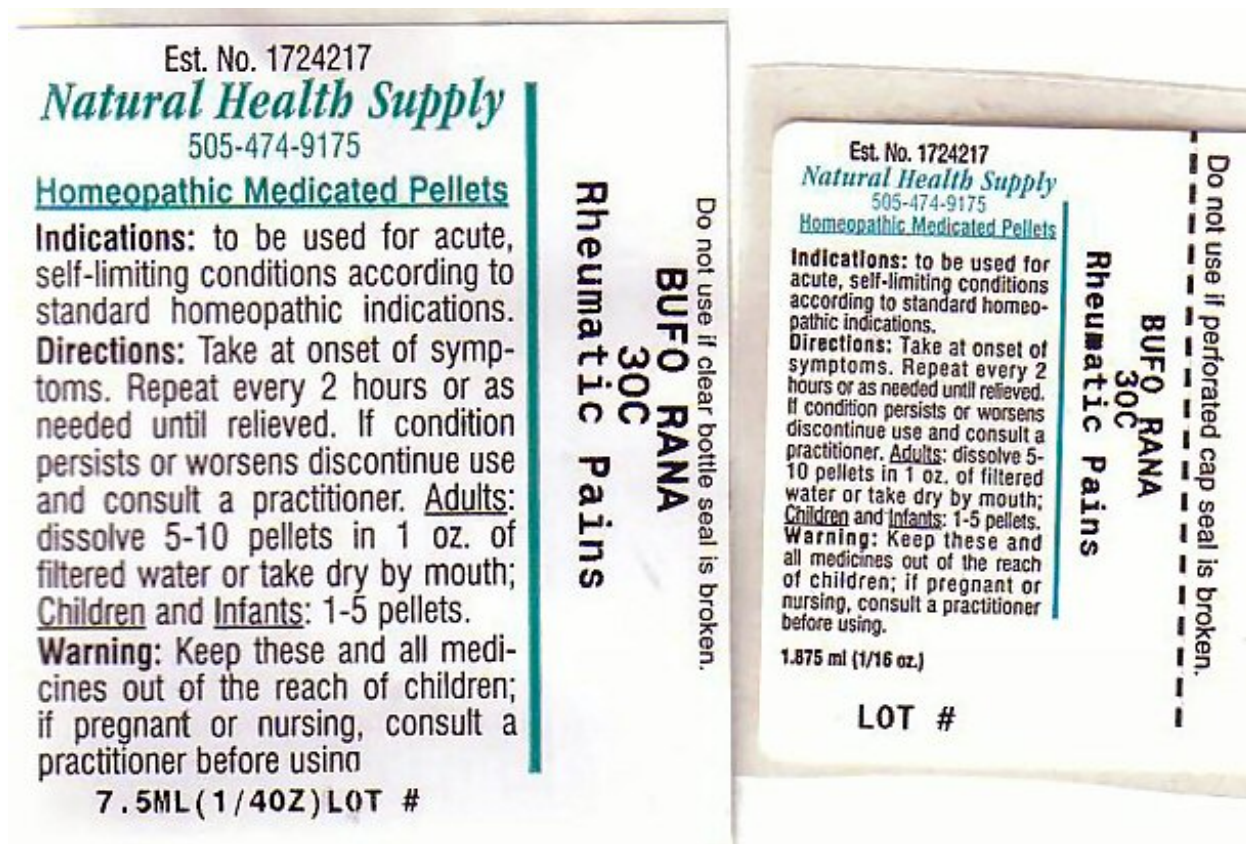 Est. No. 1724217
Natural Health Supply
505-474-9175
Homeopathic Medicated Pellets
Indications: to be used for acute,
self-limiting conditions according to
standard homeopathic indications.
Directions: Take at onset of symp-
toms. Repeat every 2 hours or as
needed until relieved. If condition
persists or worsens discontinue use
and consult a practitioner. Adults:
dissolve 5-10 pellets in 1 oz. of
filtered water or take dry by mouth;
Children and Infants: 1-5 pellets.
Warning: Keep these and all medi-
cines out of the reach of children;
if pregnant or nursing, consult a
practitioner before using
7.5ML(1/4OZ)LOT #
Do not use if clear bottle seal is broken.
BUFO RANA
30C
Rheumatic Pains
Est. No. 1724217
Natural Health Supply
505-474-9175
Homeopathic Medicated Pellets
Indications: to be used for
acute, self-limiting conditions
according to standard homeo-
pathic indications.
Directions: Take at onset of
symptoms. Repeat every 2
hours or as needed until relieved.
If condition persists or worsens
discontinue use and consult a
practitioner. Adults: dissolve 5-
10 pellets in 1 oz. of filtered
water or take dry by mouth;
Children and Infants: 1-5 pellets.
Warning: Keep these and
all medicines out of the reach
of children; if pregnant or
nursing, consult a practitioner
before using.
1.875 ml (1/16 oz.)
LOT #
Do not use if perforated cap seal is broken.
BUFO RANA
30C
Rheumatic Pains